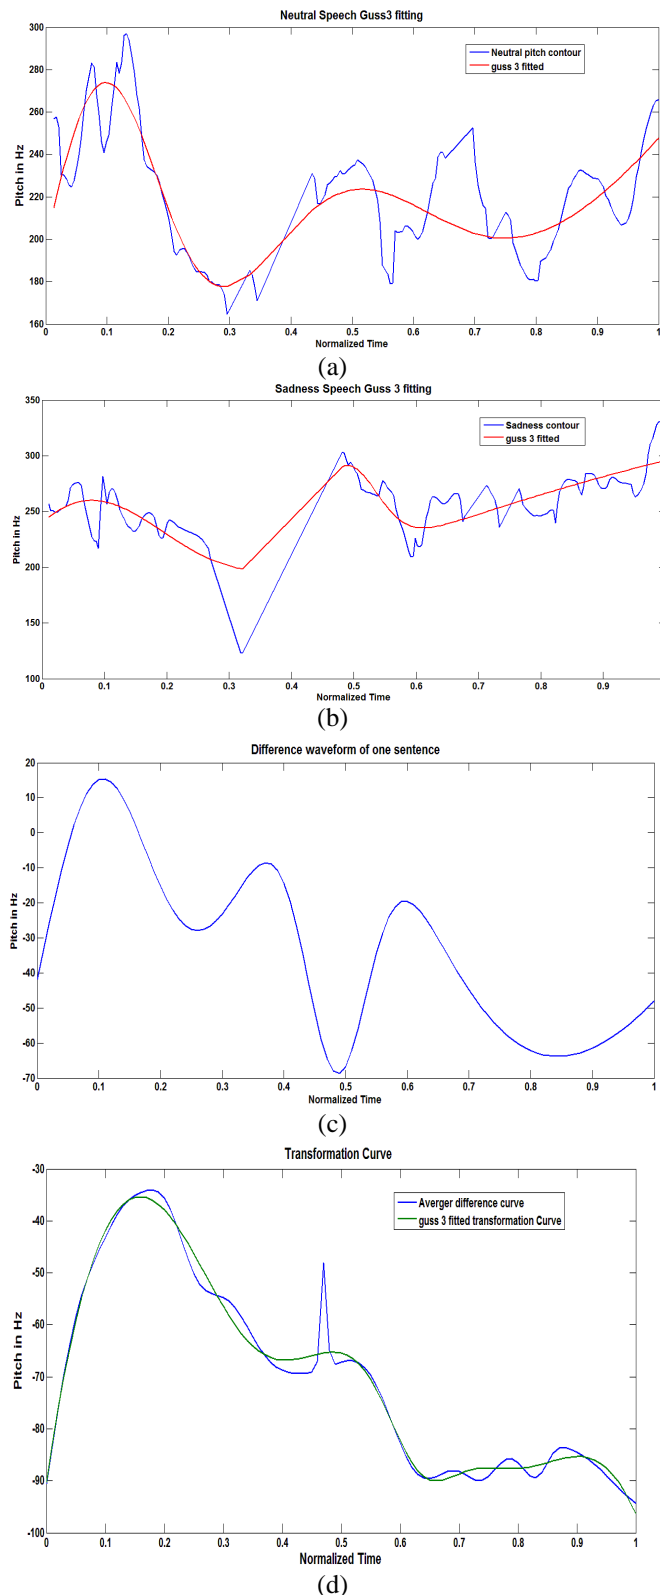 Neutral Speech Guss3 fitting
300
280
260
240
220
200
180
160
Pitch in Hz
Neutral pitch contour
guss 3 fitted
0 0.1 0.2 0.3 0.4 0.5 0.6 0.7 0.8 0.9 1
Normalized Time
(a)
Sadness Speech Guss 3 fitting
350
300
250
200
150
100
Pitch in Hz
Sadness contour
guss 3 fitted
0 0.1 0.2 0.3 0.4 0.5 0.6 0.7 0.8 0.9
Normalized Time
(b)
Difference waveform of one sentence
20
10
0
-10
-20
-30
-40
-50
-60
-70
Pitch in Hz
0 0.1 0.2 0.3 0.4 0.5 0.6 0.7 0.8 0.9 1
Normalized Time
(c)
Transformation Curve
-30
-40
-50
-60
-70
-80
-90
-100
Pitch in Hz
Averger difference curve
guss 3 fitted transformation Curve
0 0.1 0.2 0.3 0.4 0.5 0.6 0.7 0.8 0.9 1
Normalized Time
(d)